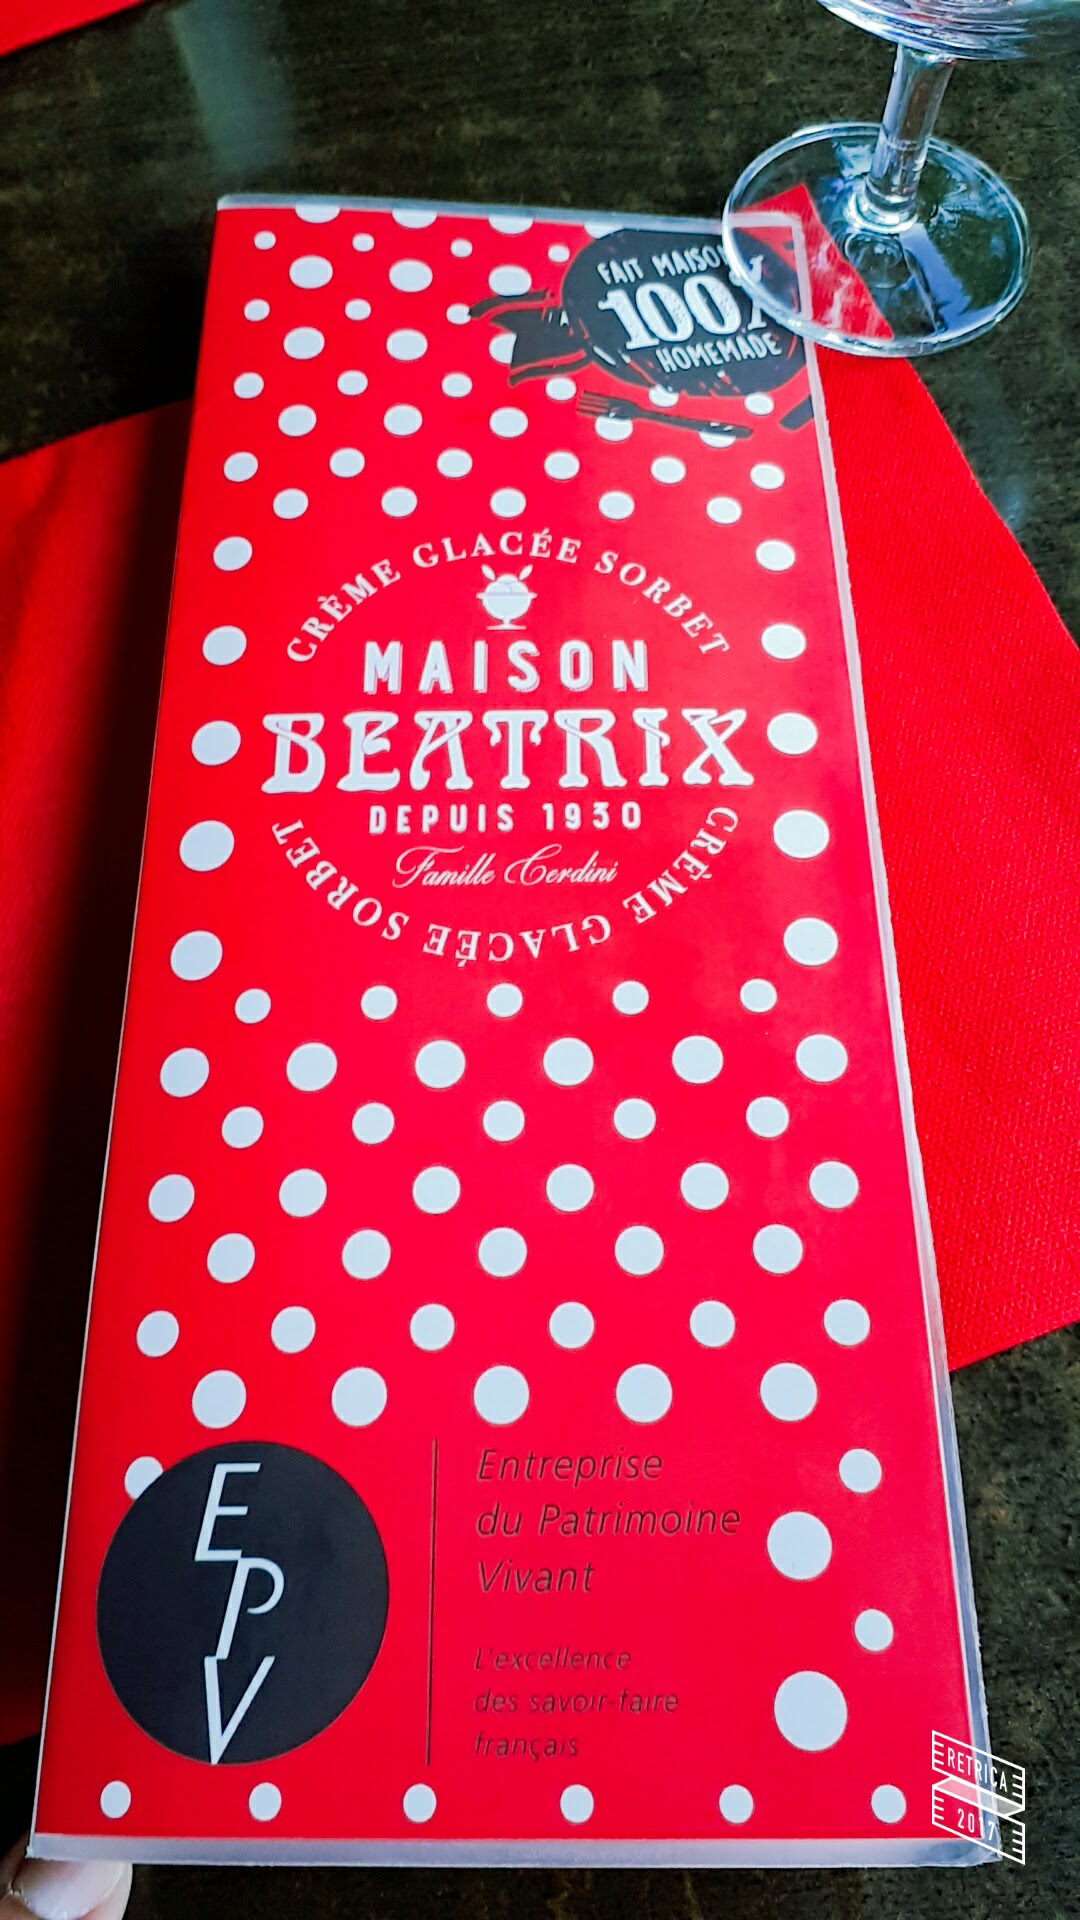 FAIT MAISON
100%
HOMEMADE
CRÈME GLACÉE SORBET
MAISON
BEATRIX
DEPUIS 1930
Famille Cerdini
CRÈME GLACÉE SORBET
EPV
Entreprise
du Patrimoine
Vivant
L'excellence
des savoir-faire
français
RETRICA
2017